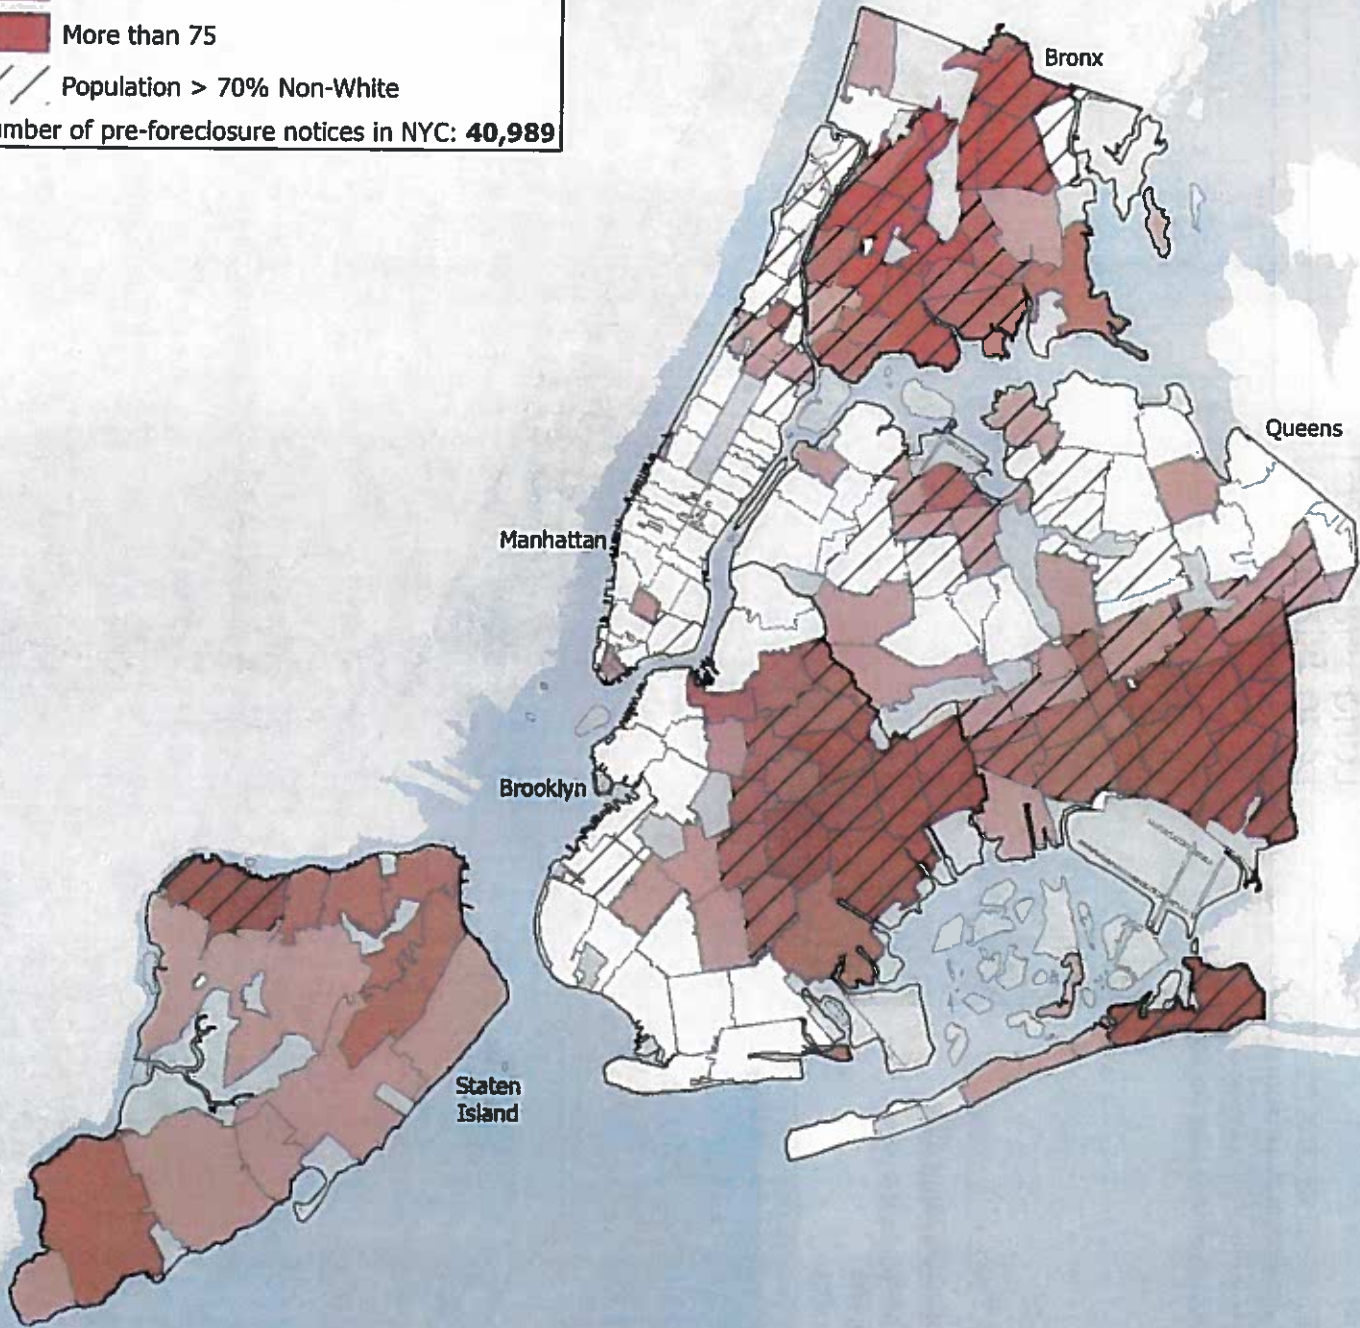 More than 75
Population > 70% Non-White
umber of pre-foreclosure notices in NYC: 40,989
Bronx
Queens
Manhattan
Brooklyn
Staten
Island